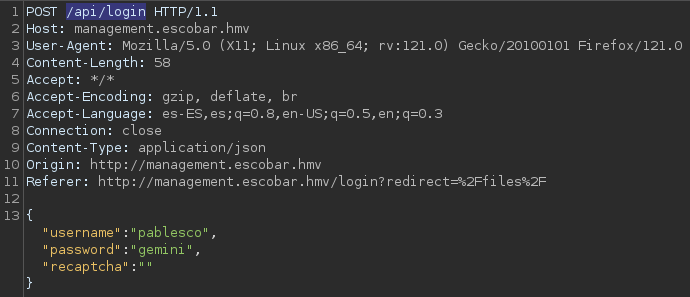 1 POST /api/login HTTP/1.1
2 Host: management.escobar.hmv
3 User-Agent: Mozilla/5.0 (X11; Linux x86_64; rv:121.0) Gecko/20100101 Firefox/121.0
4 Content-Length: 58
5 Accept: */*
6 Accept-Encoding: gzip, deflate, br
7 Accept-Language: es-ES,es;q=0.8,en-US;q=0.5,en;q=0.3
8 Connection: close
9 Content-Type: application/json
10 Origin: http://management.escobar.hmv
11 Referer: http://management.escobar.hmv/login?redirect=%2Ffiles%2F
12
13 {
"username":"pablesco",
"password":"gemini",
"recaptcha":""
}